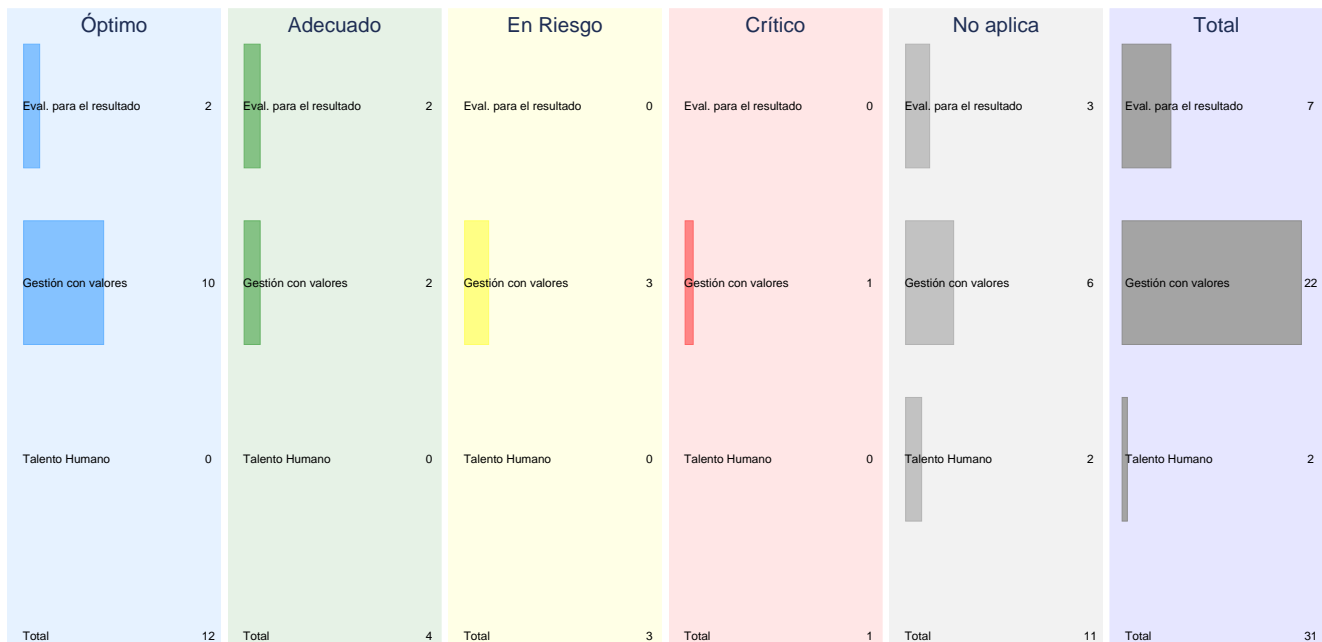 Óptimo Adecuado En Riesgo Crítico No aplica Total
Eval. para el resultado 2 Eval. para el resultado 2 Eval. para el resultado 0 Eval. para el resultado 0 Eval. para el resultado 3 Eval. para el resultado 7
Gestión con valores 10 Gestión con valores 2 Gestión con valores 3 Gestión con valores 1 Gestión con valores 6 Gestión con valores 22
Talento Humano 0 Talento Humano 0 Talento Humano 0 Talento Humano 0 Talento Humano 2 Talento Humano 2
Total 12 Total 4 Total 3 Total 1 Total 11 Total 31